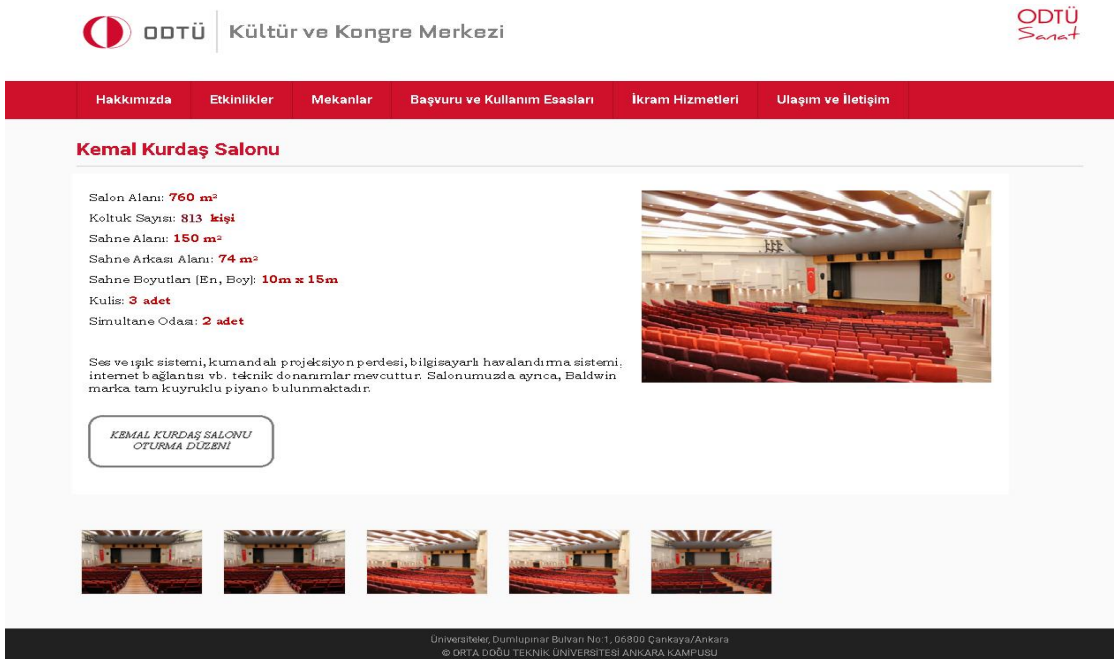 ODTÜ Kültür ve Kongre Merkezi
ODTÜ
Sanat
Hakkımızda Etkinlikler Mekanlar Başvuru ve Kullanım Esasları İkram Hizmetleri Ulaşım ve İletişim
Kemal Kurdaş Salonu
Salon Alanı: 760 m²
Koltuk Sayısı: 813 kişi
Sahne Alanı: 150 m²
Sahne Arkası Alanı: 74 m²
Sahne Boyutları (En, Boy): 10m x 15m
Kulis: 3 adet
Simultane Odası: 2 adet
Ses ve ışık sistemi, kumandalı projeksiyon perdesi, bilgisayarlı havalandırma sistemi,
internet bağlantısı vb. teknik donanımlar mevcuttur. Salonumuzda ayrıca, Baldwin
marka tam kuyruklu piyano bulunmaktadır.
KEMAL KURDAŞ SALONU
OTURMA DÜZENİ
Üniversiteler, Dumlupınar Bulvarı No:1, 06800 Çankaya/Ankara
© ORTA DOĞU TEKNİK ÜNİVERSİTESİ ANKARA KAMPUSU